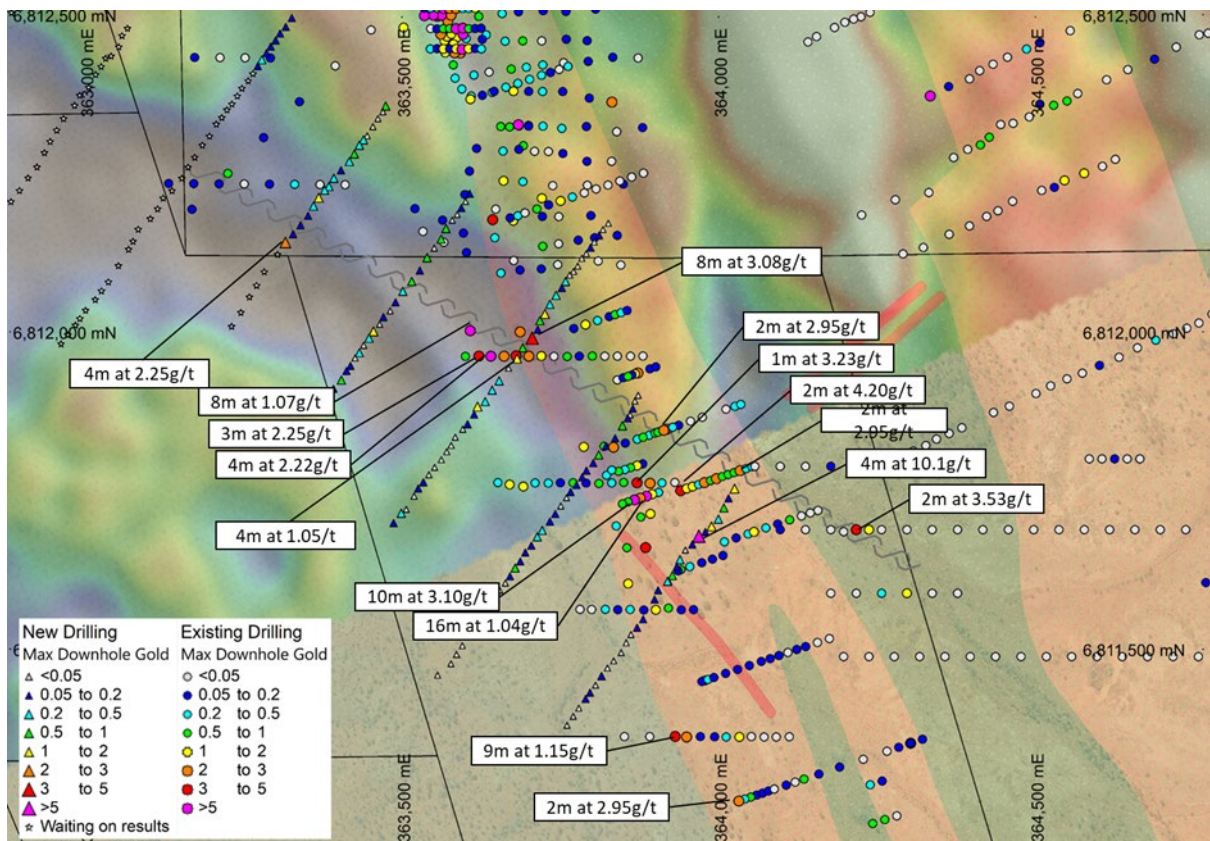 6,812,500 mN
6,812,500 mN
363,000 mE
363,500 mE
364,000 mE
364,500 mE
8m at 3.08g/t
6,812,000 mN
6,812,000 mN
2m at 2.95g/t
1m at 3.23g/t
4m at 2.25g/t
2m at 4.20g/t
8m at 1.07g/t
2m at
2.05g/t
3m at 2.25g/t
4m at 2.22g/t
4m at 10.1g/t
2m at 3.53g/t
4m at 1.05/t
10m at 3.10g/t
16m at 1.04g/t
6,811,500 mN
New Drilling
Max Downhole Gold
<0.05
0.05 to 0.2
0.2 to 0.5
0.5 to 1
1 to 2
2 to 3
3 to 5
>5
Waiting on results
Existing Drilling
Max Downhole Gold
<0.05
0.05 to 0.2
0.2 to 0.5
0.5 to 1
1 to 2
2 to 3
3 to 5
>5
9m at 1.15g/t
2m at 2.95g/t
363,500 mE
364,000 mE
364,500 mE